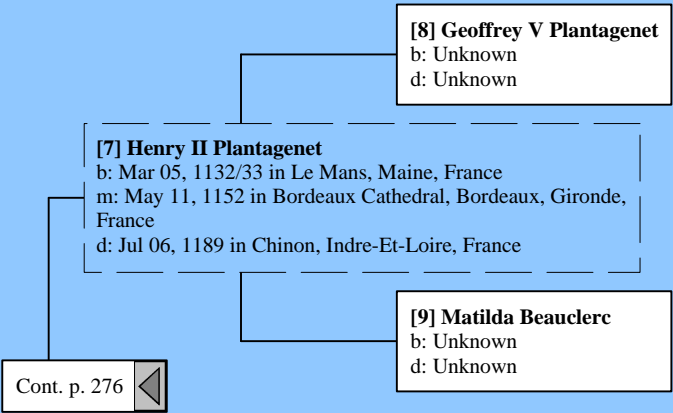 [8] Geoffrey V Plantagenet
b: Unknown
d: Unknown
[7] Henry II Plantagenet
b: Mar 05, 1132/33 in Le Mans, Maine, France
m: May 11, 1152 in Bordeaux Cathedral, Bordeaux, Gironde,
France
d: Jul 06, 1189 in Chinon, Indre-Et-Loire, France
[9] Matilda Beauclerc
b: Unknown
d: Unknown
Cont. p. 276